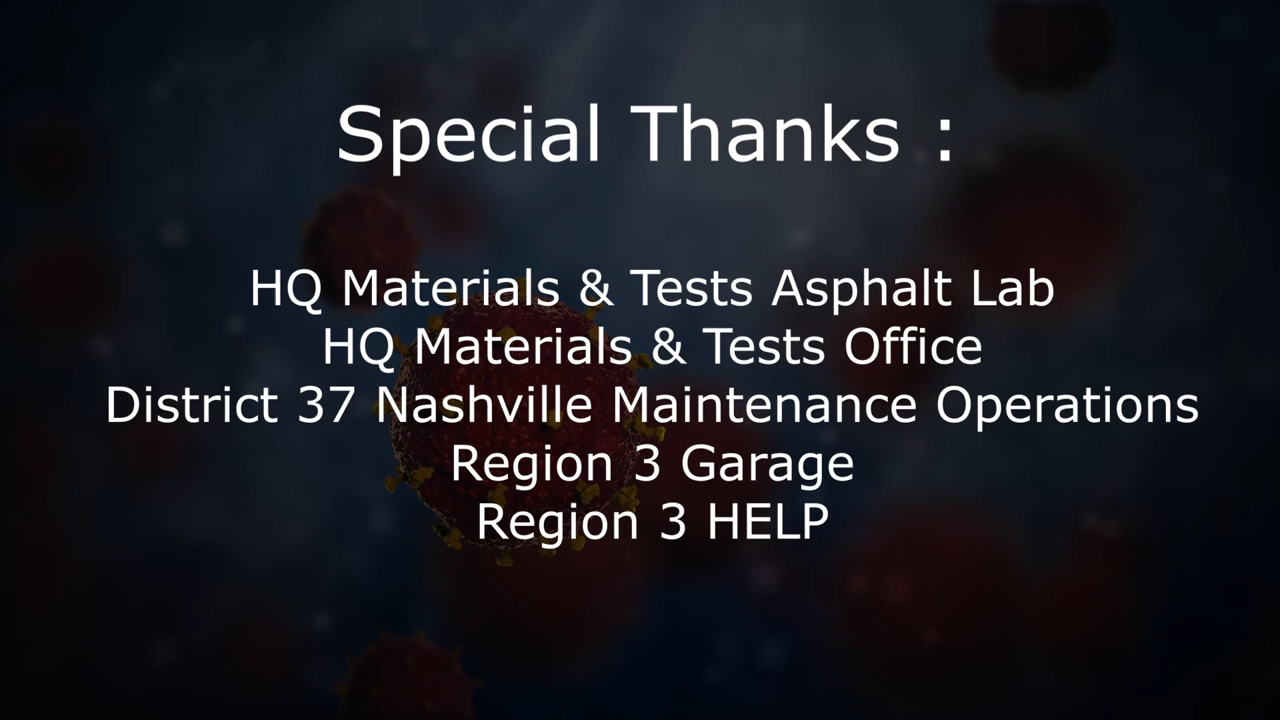 Special Thanks :
HQ Materials & Tests Asphalt Lab
HQ Materials & Tests Office
District 37 Nashville Maintenance Operations
Region 3 Garage
Region 3 HELP